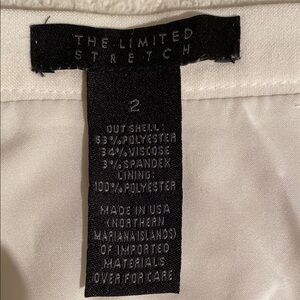 THE LIMITED
STRETCH
2
OUT SHELL:
63%POLYESTER
34%VISCOSE
3%SPANDEX
LINING:
100%POLYESTER
MADE IN USA
(NORTHERN
MARIANA ISLANDS)
OF IMPORTED
MATERIALS
OVER FOR CARE